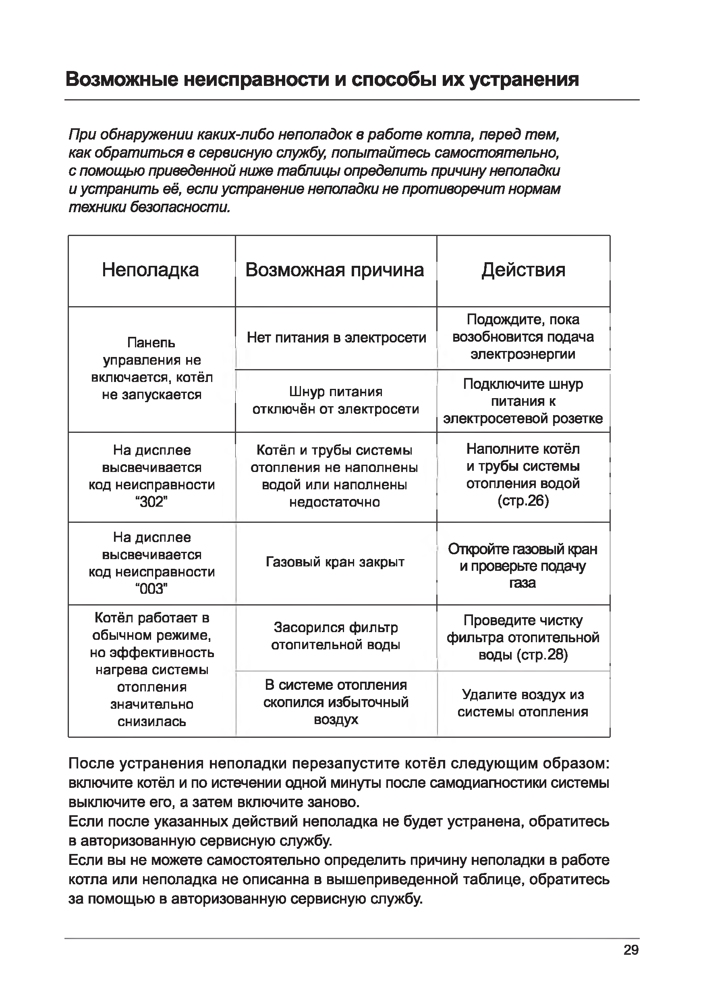 Возможные неисправности и способы их устранения
При обнаружении каких-либо неполадок в работе котла, перед тем,
как обратиться в сервисную службу, попытайтесь самостоятельно,
с помощью приведенной ниже таблицы определить причину неполадки
и устранить её, если устранение неполадки не противоречит нормам
техники безопасности.
Неполадка
Возможная причина
Действия
Панепь
управления не
включается, котёл
не запускается
Нет питания в электросети
Подождите, пока
возобновится подача
электроэнергии
Шнур питания
отключён от электросети
Подключите шнур
питания к
электросетевой розетке
На дисплее
высвечивается
код неисправности
“302”
Котёл и трубы системы
отопления не наполнены
водой или наполнены
недостаточно
Наполните котёл
и трубы системы
отопления водой
(стр.26)
На дисплее
высвечивается
код неисправности
“003”
Газовый кран закрыт
Откройте газовый кран
и проверьте подачу
газа
Котёл работает в
обычном режиме,
но эффективность
нагрева системы
отопления
значительно
снизилась
Засорился фильтр
отопительной воды
Проведите чистку
фильтра отопительной
воды (стр.28)
В системе отопления
скопился избыточный
воздух
Удалите воздух из
системы отопления
После устранения неполадки перезапустите котёл следующим образом:
включите котёл и по истечении одной минуты после самодиагностики системы
выключите его, а затем включите заново.
Если после указанных действий неполадка не будет устранена, обратитесь
в авторизованную сервисную службу.
Если вы не можете самостоятельно определить причину неполадки в работе
котла или неполадка не описанна в вышеприведенной таблице, обратитесь
за помощью в авторизованную сервисную службу.
29